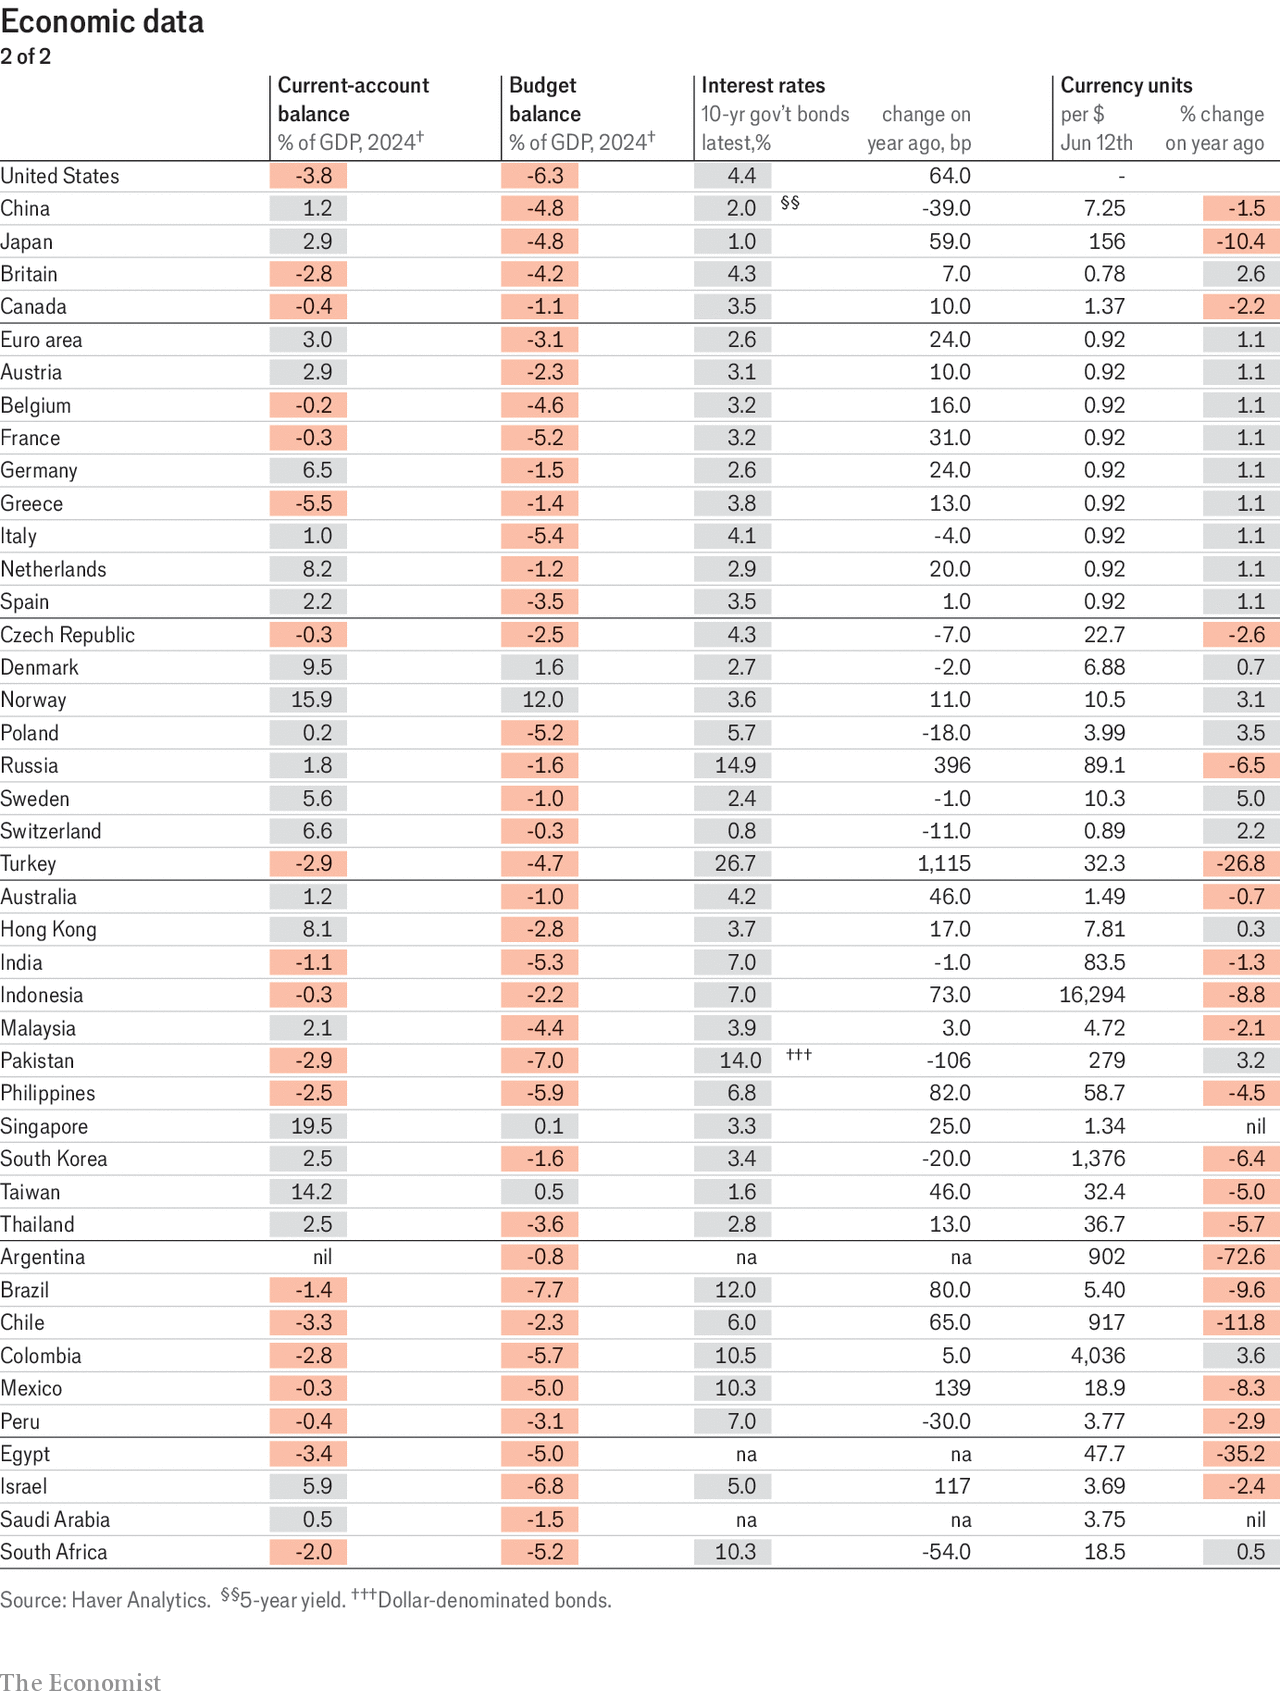 Economic data
2 of 2
Current-account Budget Interest rates Currency units
balance balance 10-yr gov't bonds change on per $ % change
% of GDP, 2024† % of GDP, 2024† latest,% year ago, bp Jun 12th on year ago
United States -3.8 -6.3 4.4 64.0 -
China 1.2 -4.8 2.0 §§ -39.0 7.25 -1.5
Japan 2.9 -4.8 1.0 59.0 156 -10.4
Britain -2.8 -4.2 4.3 7.0 0.78 2.6
Canada -0.4 -1.1 3.5 10.0 1.37 -2.2
Euro area 3.0 -3.1 2.6 24.0 0.92 1.1
Austria 2.9 -2.3 3.1 10.0 0.92 1.1
Belgium -0.2 -4.6 3.2 16.0 0.92 1.1
France -0.3 -5.2 3.2 31.0 0.92 1.1
Germany 6.5 -1.5 2.6 24.0 0.92 1.1
Greece -5.5 -1.4 3.8 13.0 0.92 1.1
Italy 1.0 -5.4 4.1 -4.0 0.92 1.1
Netherlands 8.2 -1.2 2.9 20.0 0.92 1.1
Spain 2.2 -3.5 3.5 1.0 0.92 1.1
Czech Republic -0.3 -2.5 4.3 -7.0 22.7 -2.6
Denmark 9.5 1.6 2.7 -2.0 6.88 0.7
Norway 15.9 12.0 3.6 11.0 10.5 3.1
Poland 0.2 -5.2 5.7 -18.0 3.99 3.5
Russia 1.8 -1.6 14.9 396 89.1 -6.5
Sweden 5.6 -1.0 2.4 -1.0 10.3 5.0
Switzerland 6.6 -0.3 0.8 -11.0 0.89 2.2
Turkey -2.9 -4.7 26.7 1,115 32.3 -26.8
Australia 1.2 -1.0 4.2 46.0 1.49 -0.7
Hong Kong 8.1 -2.8 3.7 17.0 7.81 0.3
India -1.1 -5.3 7.0 -1.0 83.5 -1.3
Indonesia -0.3 -2.2 7.0 73.0 16,294 -8.8
Malaysia 2.1 -4.4 3.9 3.0 4.72 -2.1
Pakistan -2.9 -7.0 14.0 ††† -106 279 3.2
Philippines -2.5 -5.9 6.8 82.0 58.7 -4.5
Singapore 19.5 0.1 3.3 25.0 1.34 nil
South Korea 2.5 -1.6 3.4 -20.0 1,376 -6.4
Taiwan 14.2 0.5 1.6 46.0 32.4 -5.0
Thailand 2.5 -3.6 2.8 13.0 36.7 -5.7
Argentina nil -0.8 na na 902 -72.6
Brazil -1.4 -7.7 12.0 80.0 5.40 -9.6
Chile -3.3 -2.3 6.0 65.0 917 -11.8
Colombia -2.8 -5.7 10.5 5.0 4,036 3.6
Mexico -0.3 -5.0 10.3 139 18.9 -8.3
Peru -0.4 -3.1 7.0 -30.0 3.77 -2.9
Egypt -3.4 -5.0 na na 47.7 -35.2
Israel 5.9 -6.8 5.0 117 3.69 -2.4
Saudi Arabia 0.5 -1.5 na na 3.75 nil
South Africa -2.0 -5.2 10.3 -54.0 18.5 0.5
Source: Haver Analytics. §§5-year yield. †††Dollar-denominated bonds.
The Economist